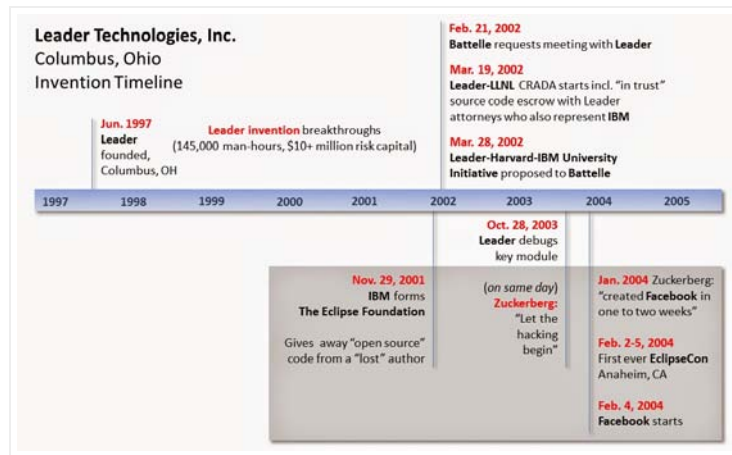 Leader Technologies, Inc.
Columbus, Ohio
Invention Timeline
Jun. 1997
Leader
founded,
Columbus, OH
Leader invention breakthroughs
(145,000 man-hours, $10+ million risk capital)
Feb. 21, 2002
Battelle requests meeting with Leader
Mar. 19, 2002
Leader-LLNL CRADA starts incl. "in trust"
source code escrow with Leader
attorneys who also represent IBM
Mar. 28, 2002
Leader-Harvard-IBM University
Initiative proposed to Battelle
1997 1998 1999 2000 2001 2002 2003 2004 2005
Nov. 29, 2001
IBM forms
The Eclipse Foundation
Gives away "open source"
code from a "lost" author
Oct. 28, 2003
Leader debugs
key module
(on same day)
Zuckerberg:
"Let the
hacking
begin"
Jan. 2004 Zuckerberg:
"created Facebook in
one to two weeks"
Feb. 2-5, 2004
First ever EclipseCon
Anaheim, CA
Feb. 4, 2004
Facebook starts